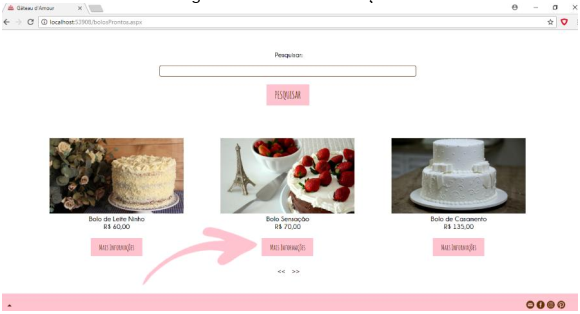 Gâteau d'Amour
localhost:53905/bolosProntos.aspx
Pesquisar:
PESQUISAR
Bolo de Leite Ninho
R$ 60,00
Bolo Sensação
R$ 70,00
Bolo de Casamento
R$ 135,00
MAIS INFORMAÇÕES
MAIS INFORMAÇÕES
MAIS INFORMAÇÕES
<< >>